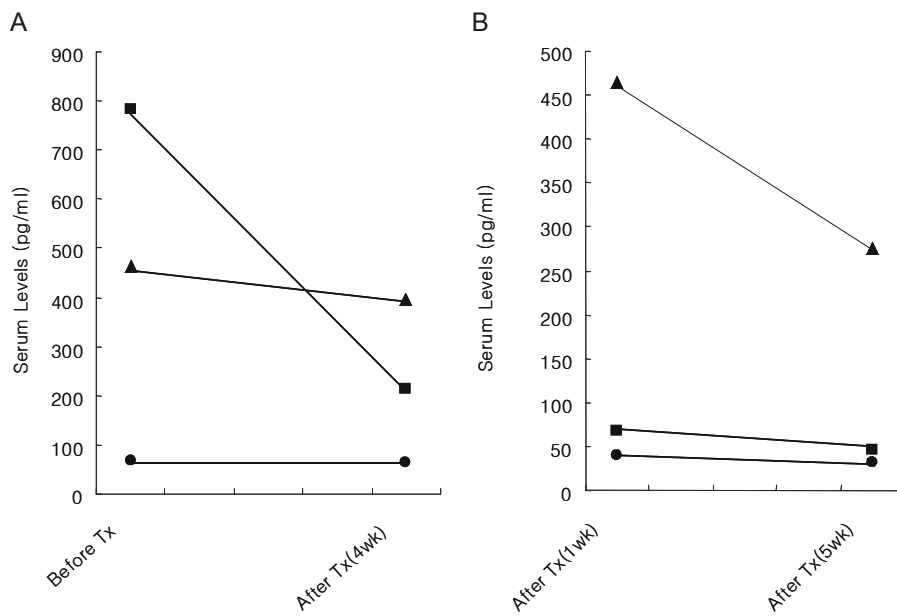 A
900
800
700
600
500
400
300
200
100
0
Serum Levels (pg/ml)
Before Tx
After Tx(4wk)
B
500
450
400
350
300
250
200
150
100
50
0
Serum Levels (pg/ml)
After Tx(1wk)
After Tx(5wk)